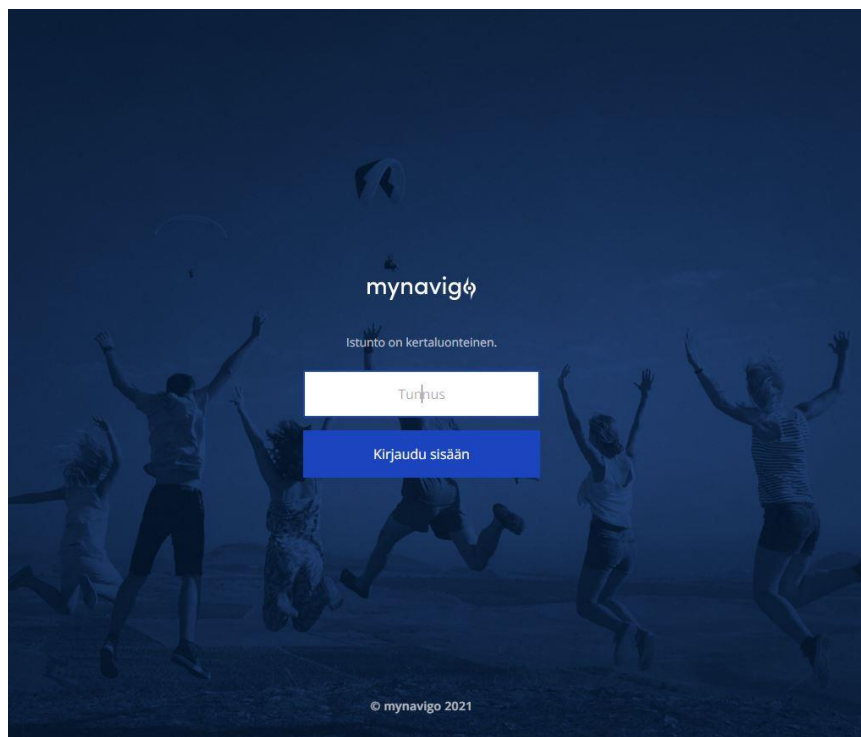 mynavigo
Istunto on kertaluonteinen.
Tunnus
Kirjaudu sisään
© mynavigo 2021